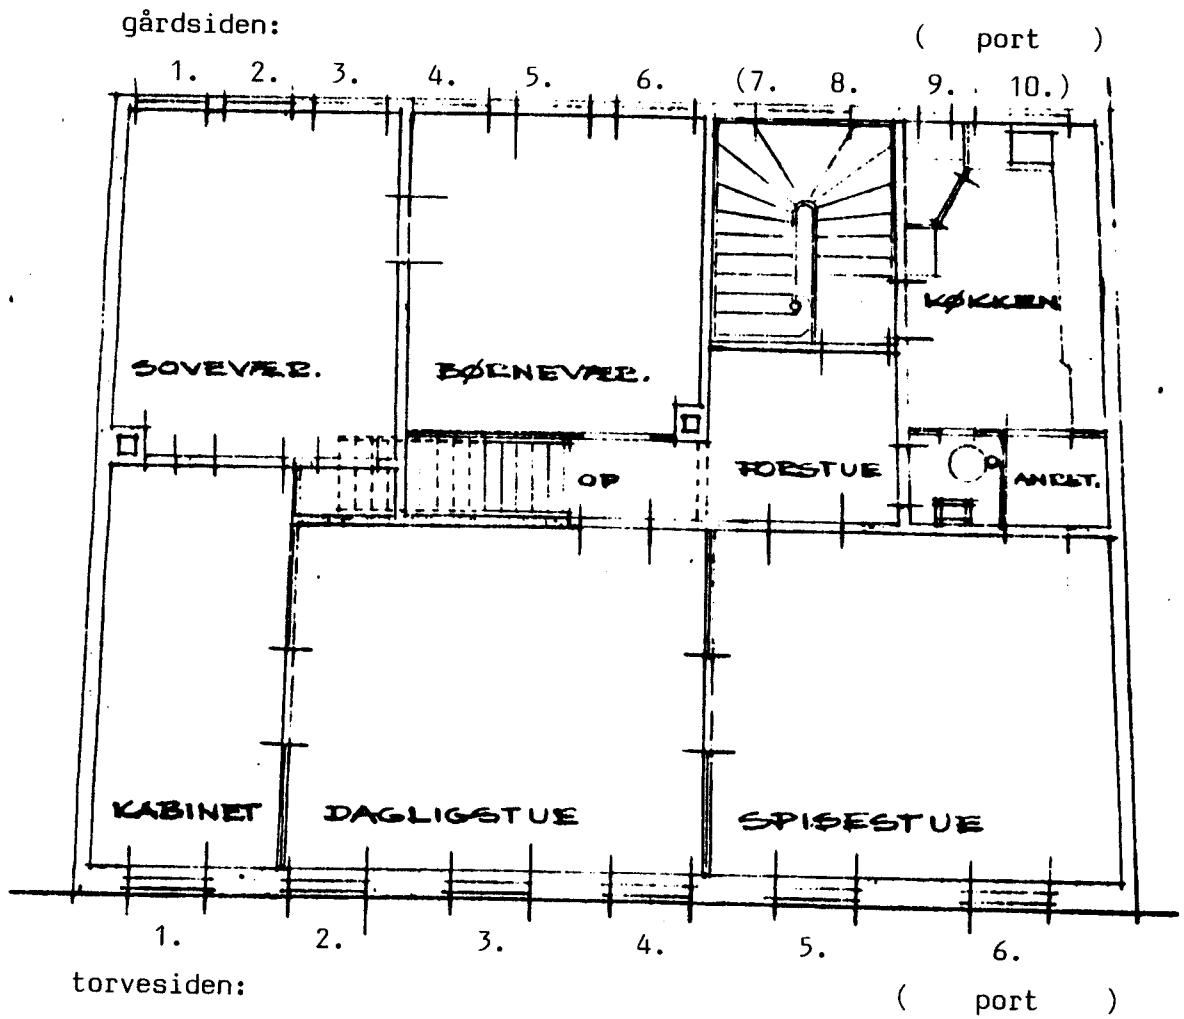 gårdsiden:
( port )
1. 2. 3. 4. 5. 6. (7. 8. 9. 10.)
KØKKEN
SOVEVÆR. BØRNEVÆR.
OP FORSTUE ANRET.
KABINET DAGLIGSTUE SPISESTUE
1. 2. 3. 4. 5. 6.
torvesiden:
( port )